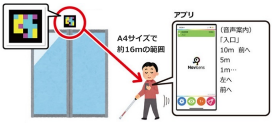 A4サイズで
約16mの範囲
アプリ
NaviLens
(音声案内)
「入口」
10m 前へ
5m
1m…
左へ
前へ